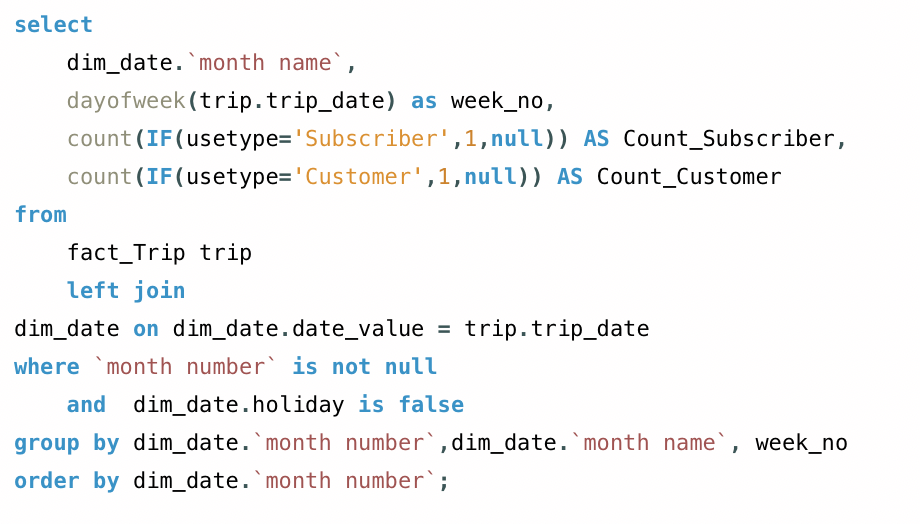 select
    dim_date.`month name`,
    dayofweek(trip.trip_date) as week_no,
    count(IF(usetype='Subscriber',1,null)) AS Count_Subscriber,
    count(IF(usetype='Customer',1,null)) AS Count_Customer
from
    fact_Trip trip
    left join
dim_date on dim_date.date_value = trip.trip_date
where `month number` is not null
    and  dim_date.holiday is false
group by dim_date.`month number`,dim_date.`month name`, week_no
order by dim_date.`month number`;